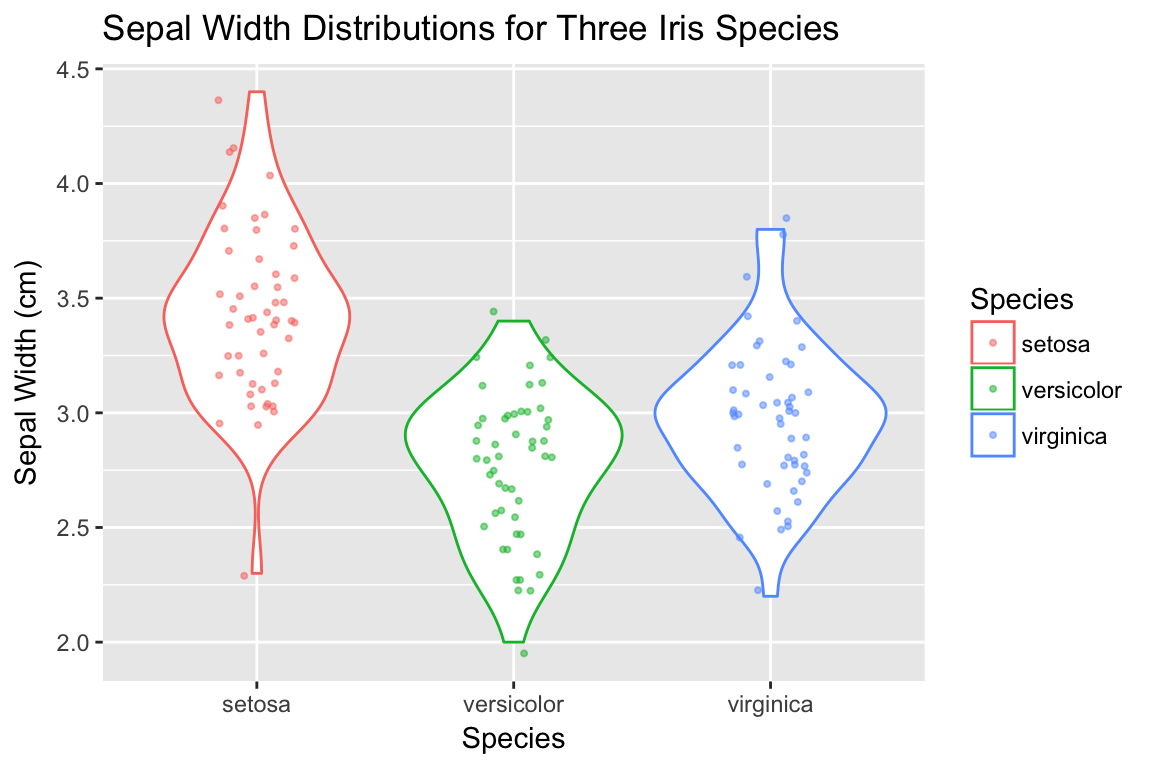 Sepal Width Distributions for Three Iris Species
4.5
4.0
3.5
3.0
2.5
2.0
Sepal Width (cm)
setosa
versicolor
virginica
Species
Species
setosa
versicolor
virginica